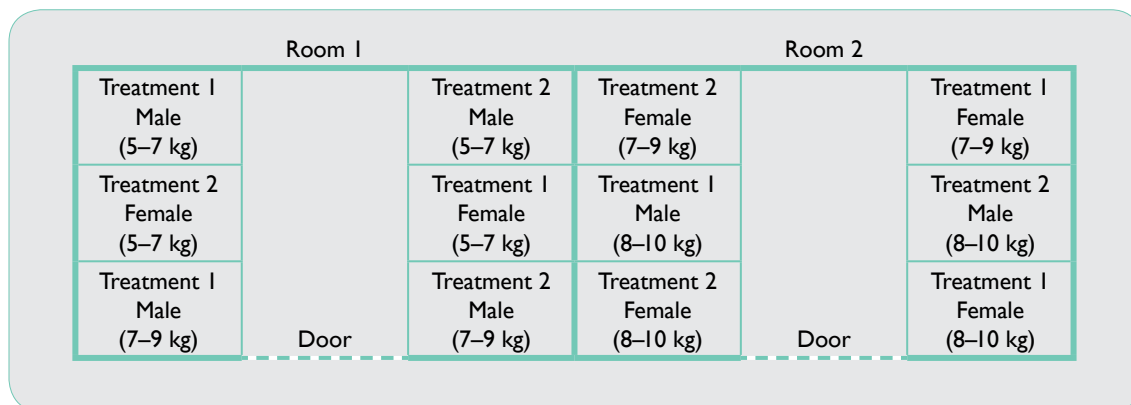 Room 1
Room 2
Treatment 1
Male
(5–7 kg)
Treatment 2
Male
(5–7 kg)
Treatment 2
Female
(7–9 kg)
Treatment 1
Female
(7–9 kg)
Treatment 2
Female
(5–7 kg)
Treatment 1
Female
(5–7 kg)
Treatment 1
Male
(8–10 kg)
Treatment 2
Male
(8–10 kg)
Treatment 1
Male
(7–9 kg)
Door
Treatment 2
Male
(7–9 kg)
Treatment 2
Female
(8–10 kg)
Door
Treatment 1
Female
(8–10 kg)